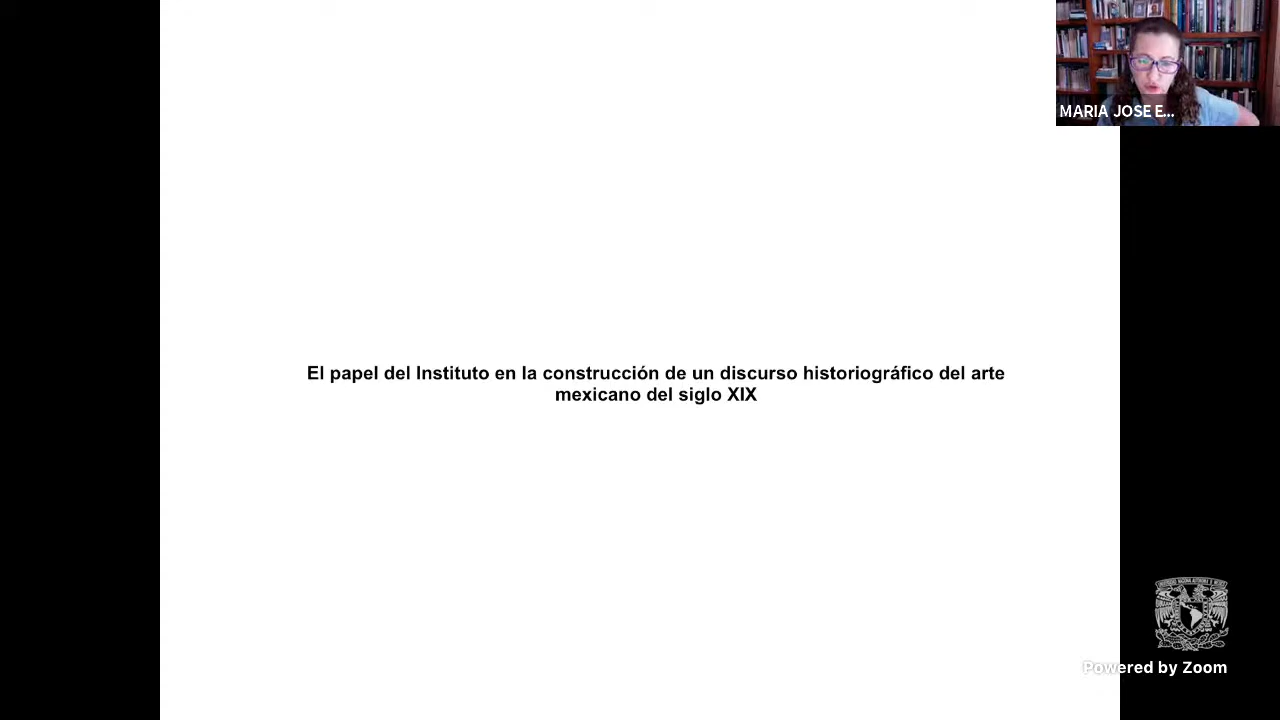 MARIA JOSE E...
El papel del Instituto en la construcción de un discurso historiográfico del arte
mexicano del siglo XIX
Powered by Zoom